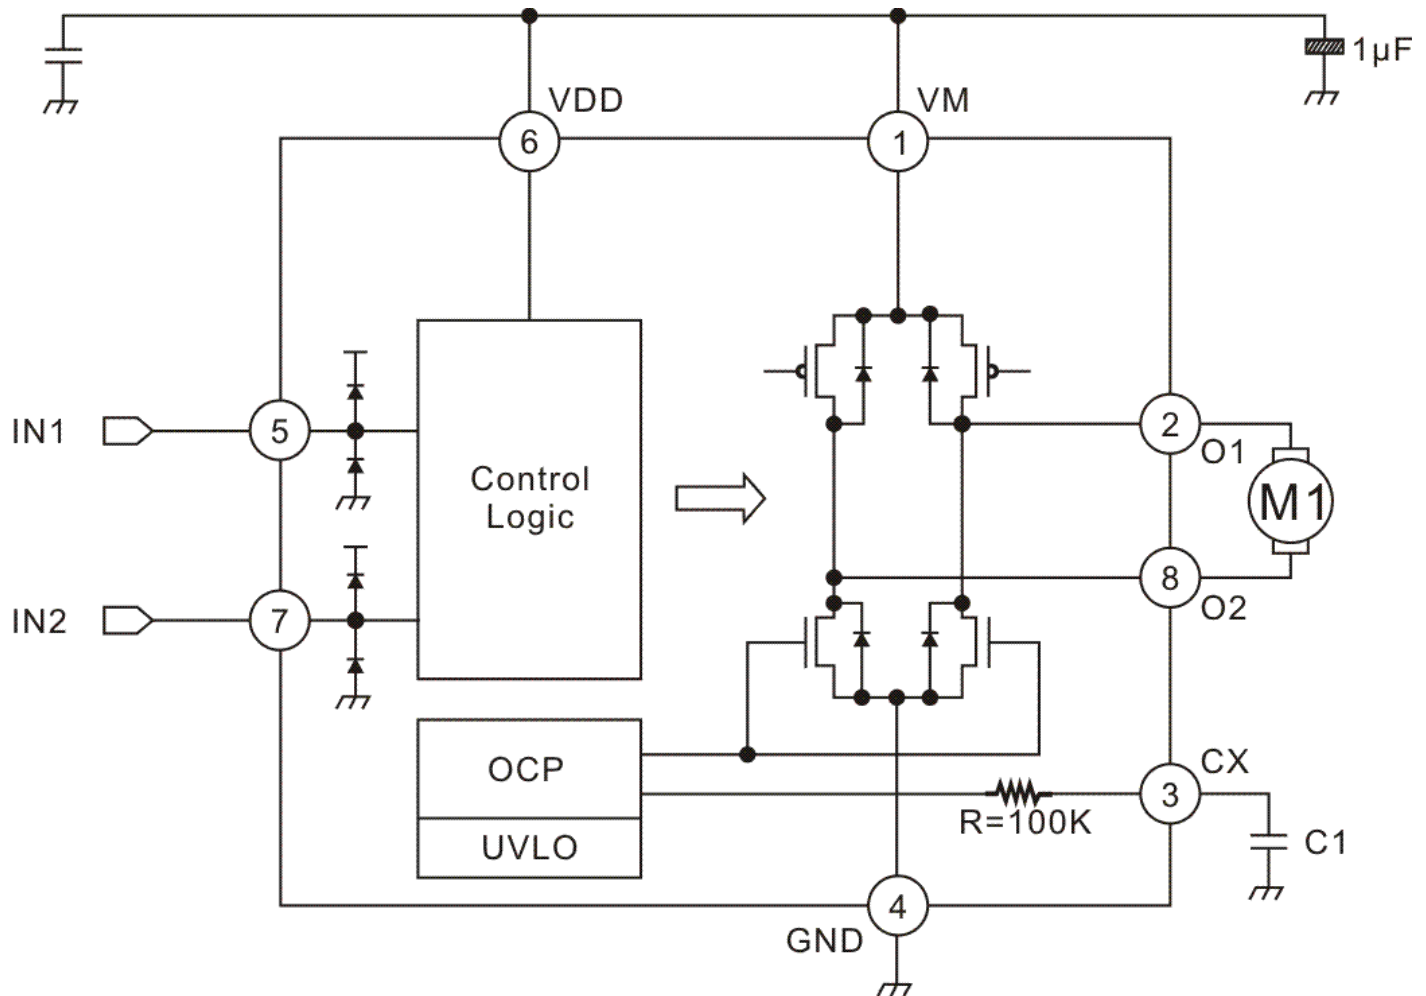 1µF
VDD
VM
6
1
IN1
5
2
O1
Control
Logic
M1
IN2
7
8
O2
OCP
CX
3
R=100K
UVLO
C1
4
GND